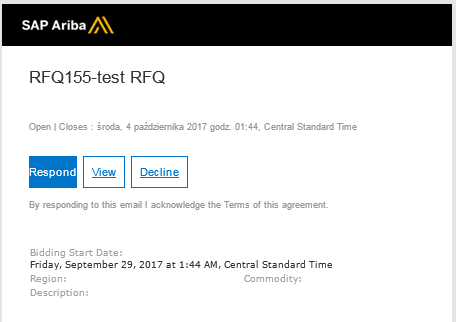 SAP Ariba
RFQ155-test RFQ
Open | Closes : środa, 4 października 2017 godz. 01:44, Central Standard Time
Respond View Decline
By responding to this email I acknowledge the Terms of this agreement.
Bidding Start Date:
Friday, September 29, 2017 at 1:44 AM, Central Standard Time
Region: Commodity:
Description: